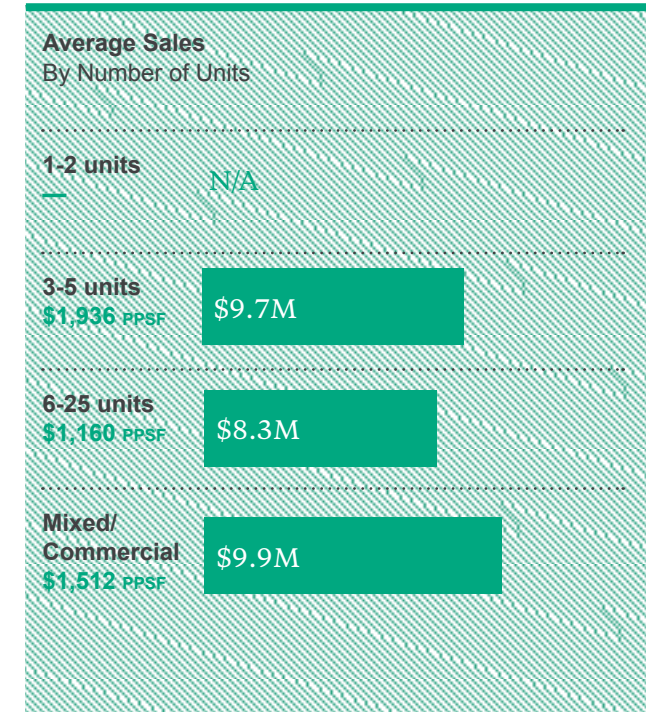 Average Sales
By Number of Units
1-2 units
—
N/A
3-5 units
$1,936 PPSF
$9.7M
6-25 units
$1,160 PPSF
$8.3M
Mixed/
Commercial
$1,512 PPSF
$9.9M